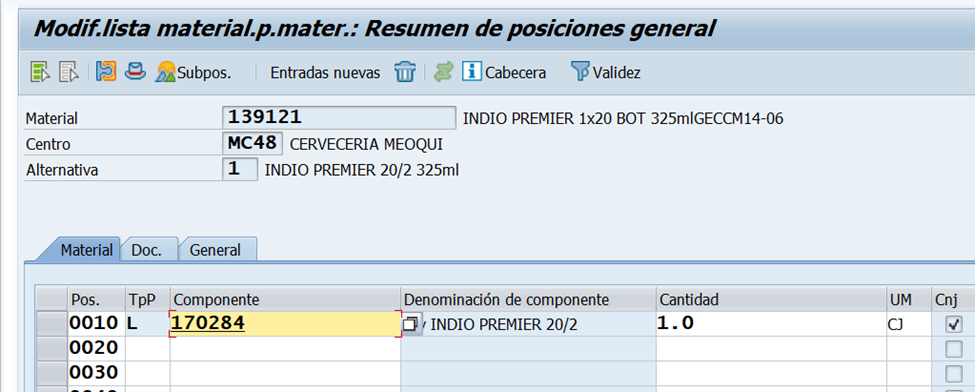 Modif.lista material.p.mater.: Resumen de posiciones general
Subpos. Entradas nuevas Cabecera Validez
Material 139121 INDIO PREMIER 1x20 BOT 325mlGECCM14-06
Centro MC48 CERVECERIA MEOQUI
Alternativa 1 INDIO PREMIER 20/2 325ml
Material Doc. General
Pos. TpP Componente Denominación de componente Cantidad UM Cnj
0010 L 170284 INDIO PREMIER 20/2 1.0 CJ
0020
0030